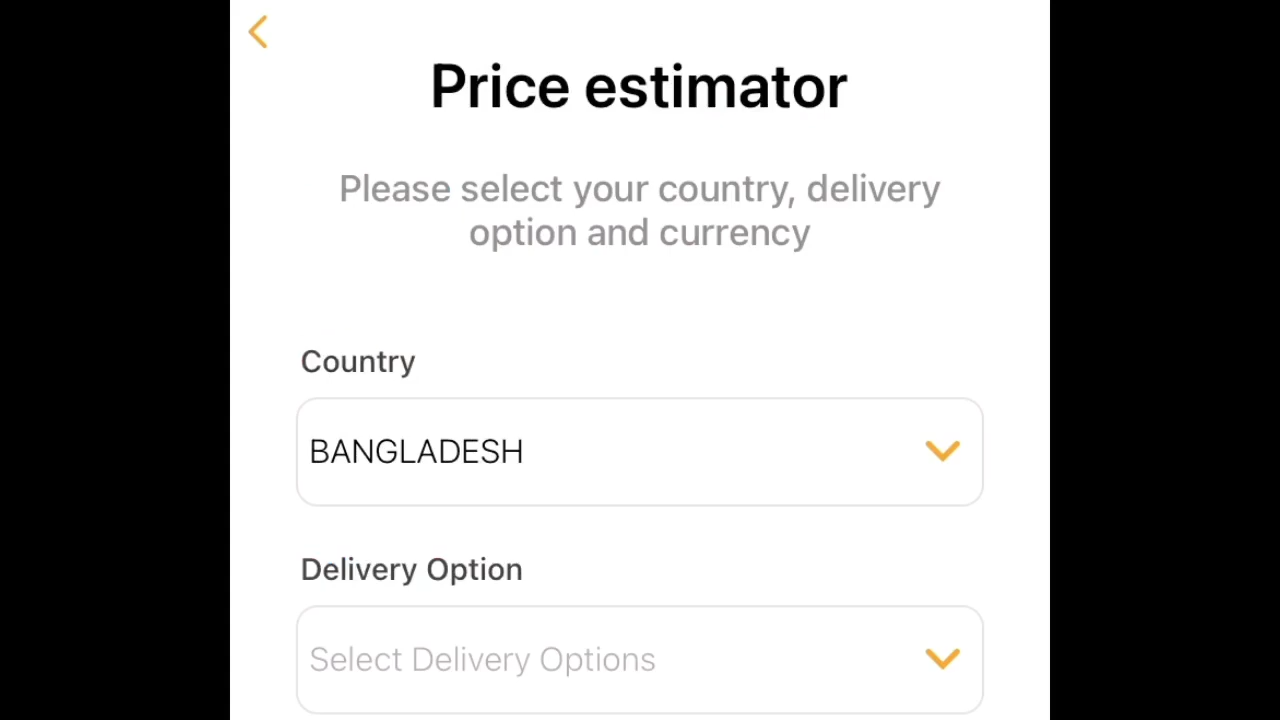 Price estimator
Please select your country, delivery
option and currency
Country
BANGLADESH
Delivery Option
Select Delivery Options